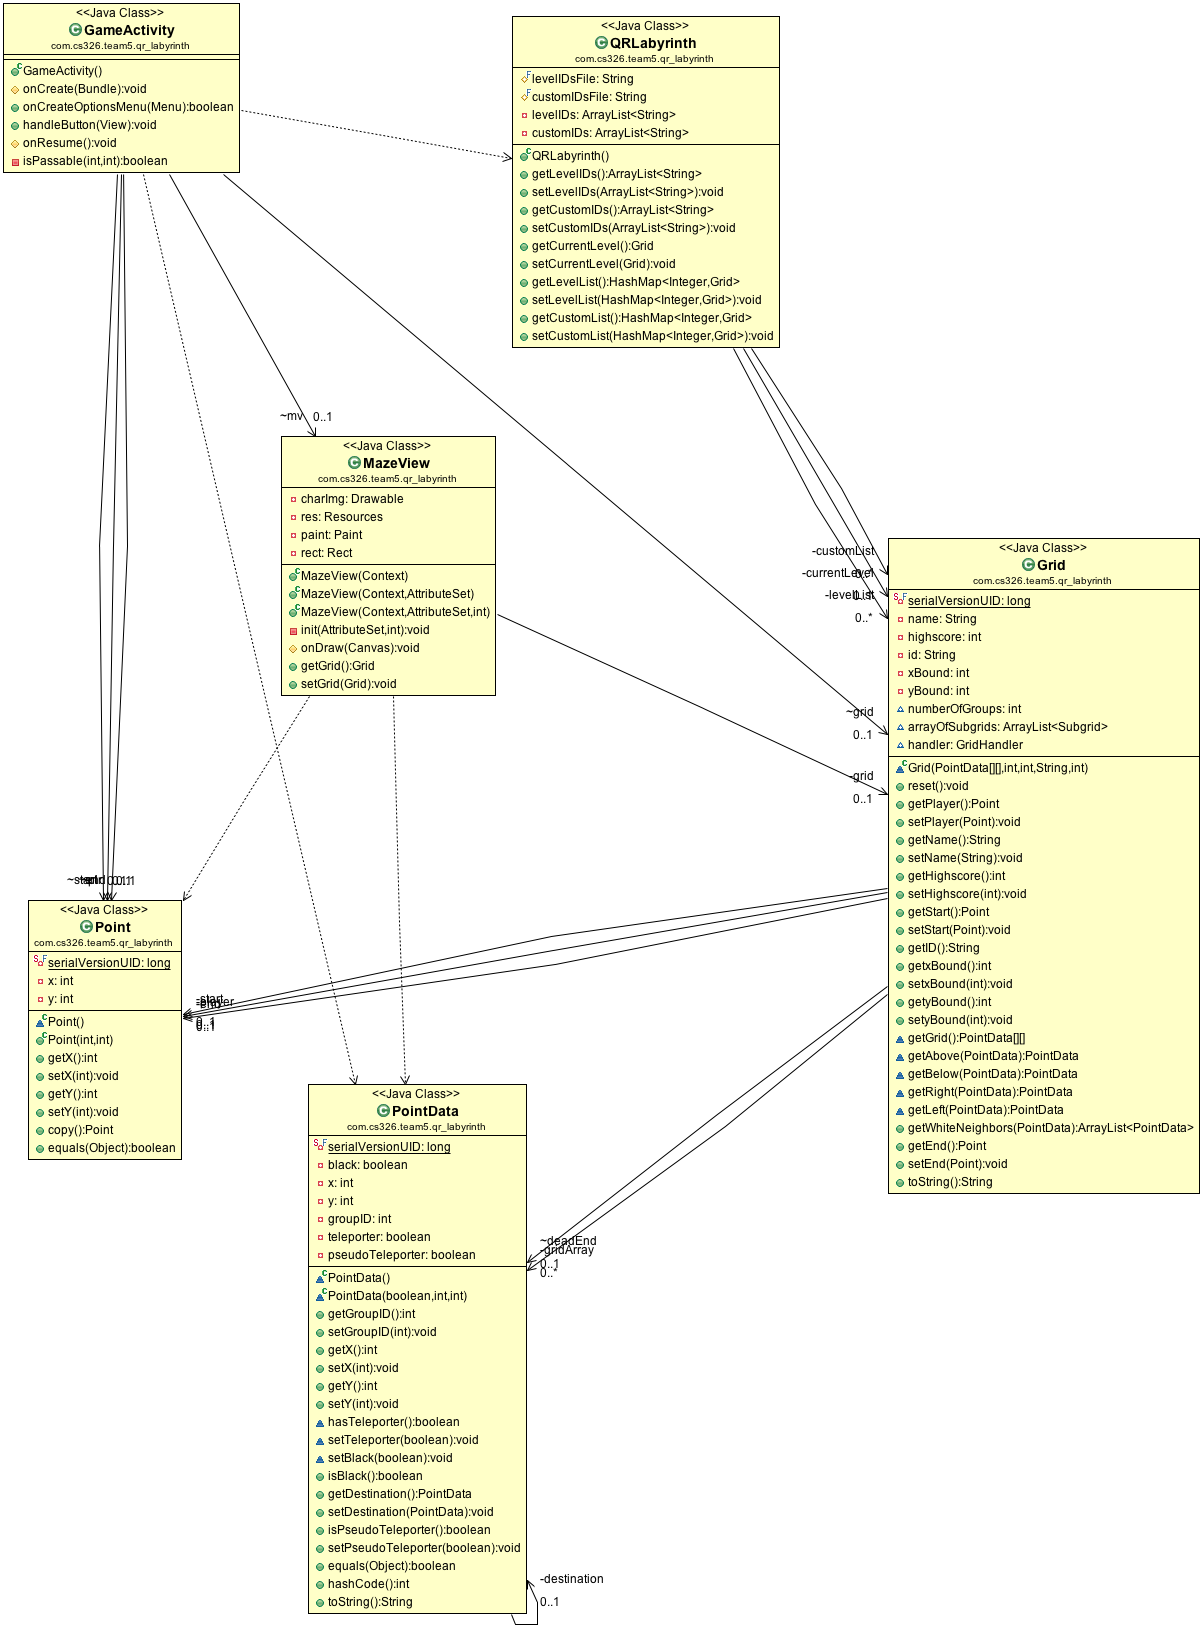 <<Java Class>>
GameActivity
com.cs326.team5.qr_labyrinth
GameActivity()
onCreate(Bundle):void
onCreateOptionsMenu(Menu):boolean
handleButton(View):void
onResume():void
isPassable(int,int):boolean
<<Java Class>>
QRLabyrinth
com.cs326.team5.qr_labyrinth
levelIDsFile: String
customIDsFile: String
levelIDs: ArrayList<String>
customIDs: ArrayList<String>
QRLabyrinth()
getLevelIDs():ArrayList<String>
setLevelIDs(ArrayList<String>):void
getCustomIDs():ArrayList<String>
setCustomIDs(ArrayList<String>):void
getCurrentLevel():Grid
setCurrentLevel(Grid):void
getLevelList():HashMap<Integer,Grid>
setLevelList(HashMap<Integer,Grid>):void
getCustomList():HashMap<Integer,Grid>
setCustomList(HashMap<Integer,Grid>):void
~mv 0..1
<<Java Class>>
MazeView
com.cs326.team5.qr_labyrinth
charImg: Drawable
res: Resources
paint: Paint
rect: Rect
MazeView(Context)
MazeView(Context,AttributeSet)
MazeView(Context,AttributeSet,int)
init(AttributeSet,int):void
onDraw(Canvas):void
getGrid():Grid
setGrid(Grid):void
-customList
-currentLevel
-levelList
0..*
~grid
0..1
-grid
0..1
<<Java Class>>
Grid
com.cs326.team5.qr_labyrinth
serialVersionUID: long
name: String
highscore: int
id: String
xBound: int
yBound: int
numberOfGroups: int
arrayOfSubgrids: ArrayList<Subgrid>
handler: GridHandler
Grid(PointData[][],int,int,String,int)
reset():void
getPlayer():Point
setPlayer(Point):void
getName():String
setName(String):void
getHighscore():int
setHighscore(int):void
getStart():Point
setStart(Point):void
getID():String
getxBound():int
setxBound(int):void
getyBound():int
setyBound(int):void
getGrid():PointData[][]
getAbove(PointData):PointData
getBelow(PointData):PointData
getRight(PointData):PointData
getLeft(PointData):PointData
getWhiteNeighbors(PointData):ArrayList<PointData>
getEnd():Point
setEnd(Point):void
toString():String
<<Java Class>>
Point
com.cs326.team5.qr_labyrinth
serialVersionUID: long
x: int
y: int
Point()
Point(int,int)
getX():int
setX(int):void
getY():int
setY(int):void
copy():Point
equals(Object):boolean
0..1
<<Java Class>>
PointData
com.cs326.team5.qr_labyrinth
serialVersionUID: long
black: boolean
x: int
y: int
groupID: int
teleporter: boolean
pseudoTeleporter: boolean
PointData()
PointData(boolean,int,int)
getGroupID():int
setGroupID(int):void
getX():int
setX(int):void
getY():int
setY(int):void
hasTeleporter():boolean
setTeleporter(boolean):void
setBlack(boolean):void
isBlack():boolean
getDestination():PointData
setDestination(PointData):void
isPseudoTeleporter():boolean
setPseudoTeleporter(boolean):void
equals(Object):boolean
hashCode():int
toString():String
~deadEnd
-gridArray
0..1
0..*
-destination
0..1